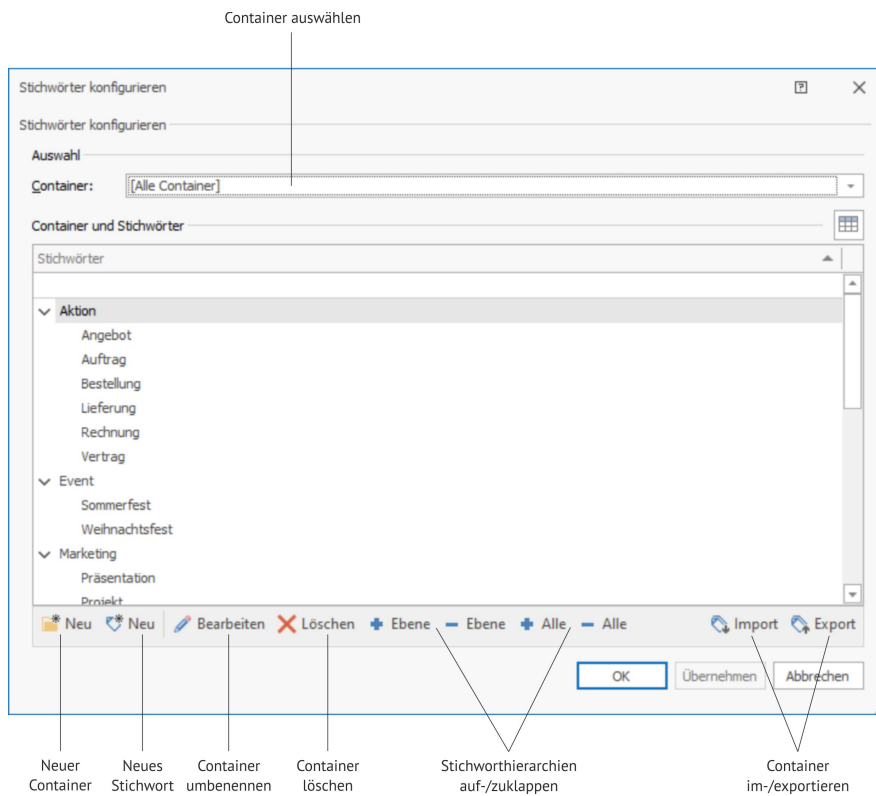 Container auswählen
Stichwörter konfigurieren
Stichwörter konfigurieren
Auswahl
Container: [Alle Container]
Container und Stichwörter
Stichwörter
Aktion
Angebot
Auftrag
Bestellung
Lieferung
Rechnung
Vertrag
Event
Sommerfest
Weihnachtsfest
Marketing
Präsentation
Projekt
Neu Neu Bearbeiten Löschen + Ebene − Ebene + Alle − Alle Import Export
OK Übernehmen Abbrechen
Neuer Neues Container Container Stichworthierarchien Container
Container Stichwort umbenennen löschen auf-/zuklappen im-/exportieren